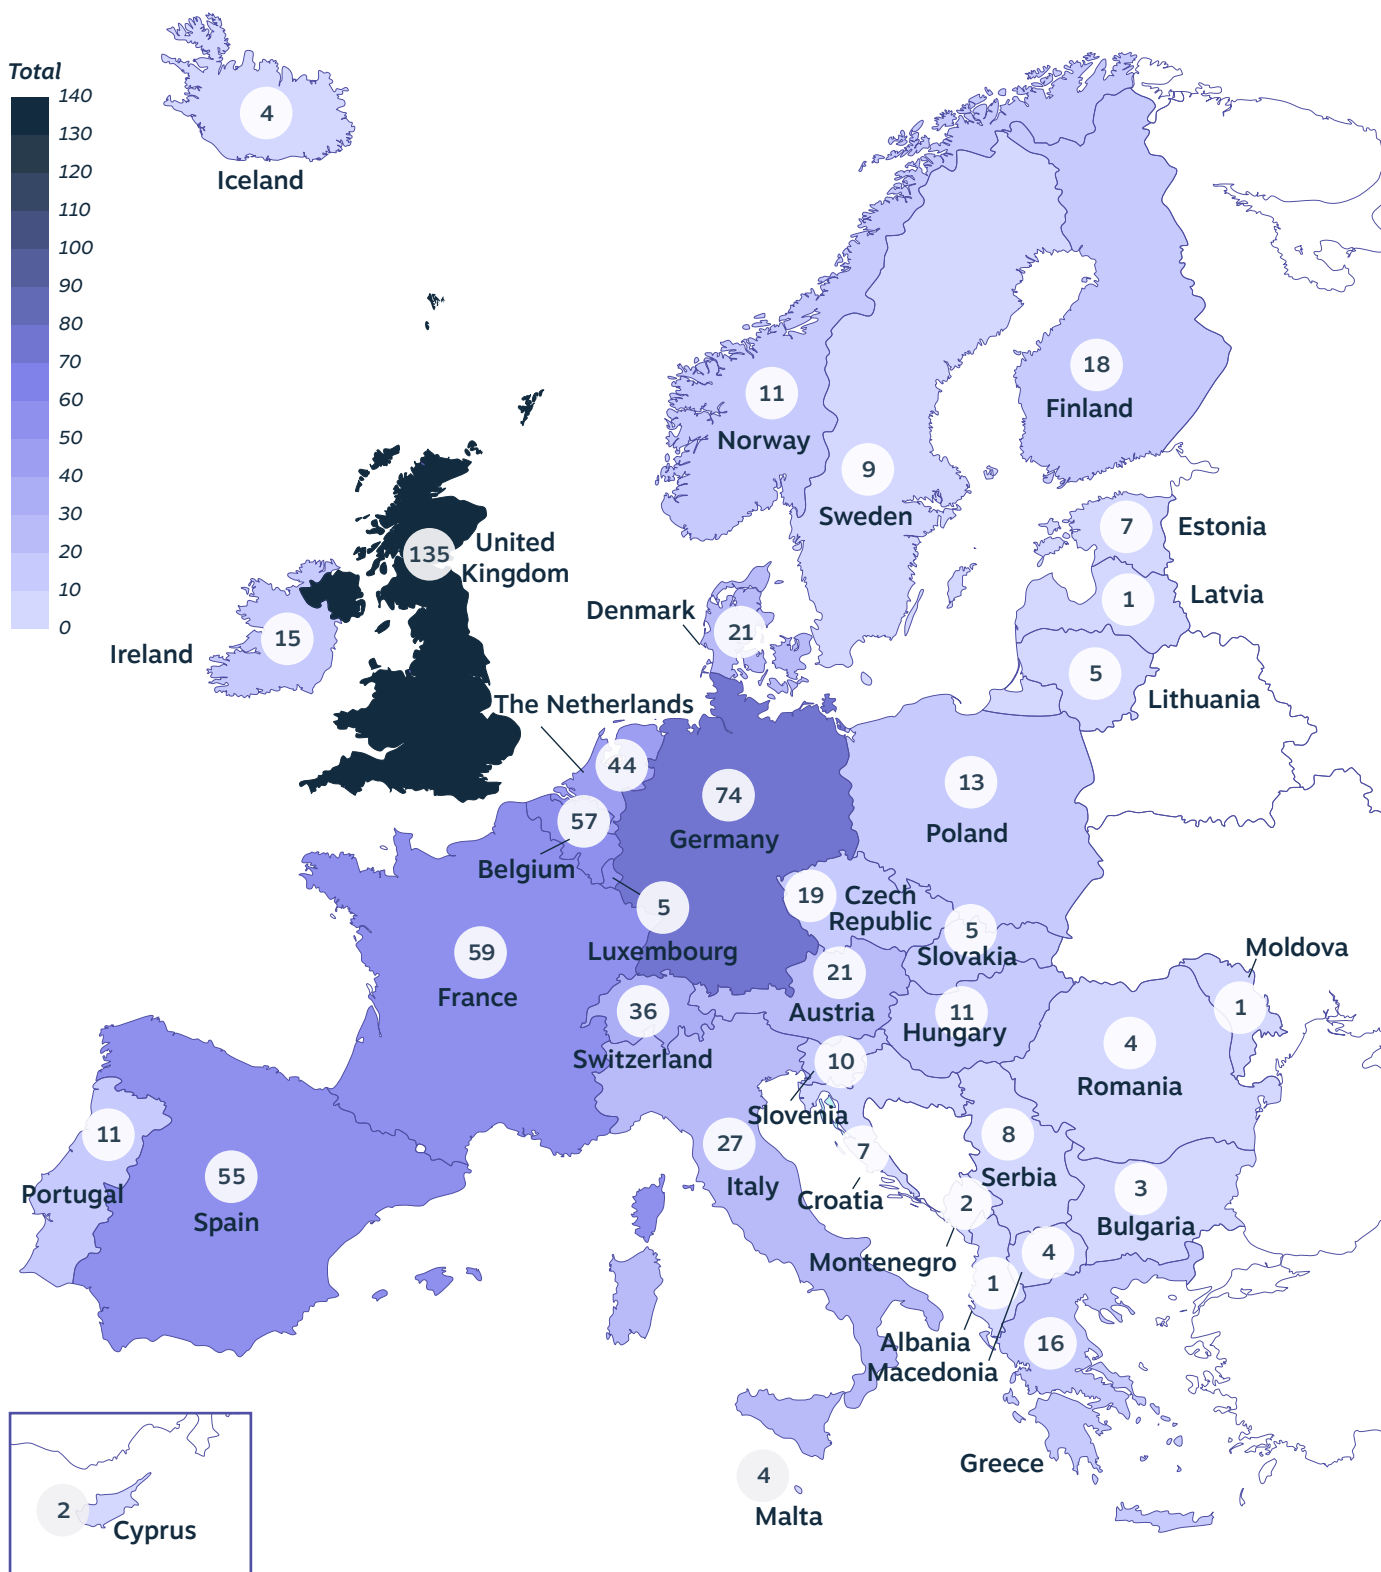 Total
140
130
120
110
100
90
80
70
60
50
40
30
20
10
0
4
Iceland
18
Finland
11
Norway
9
Sweden
7
Estonia
1
Latvia
5
Lithuania
135
United
Kingdom
15
Ireland
Denmark
21
The Netherlands
44
57
Belgium
74
Germany
13
Poland
5
Luxembourg
19
Czech
Republic
5
Slovakia
59
France
21
Austria
36
Switzerland
11
Hungary
Moldova
1
4
Romania
10
Slovenia
11
Portugal
55
Spain
27
Italy
7
Croatia
8
Serbia
3
Bulgaria
2
Montenegro
4
1
Albania
Macedonia
16
Greece
4
Malta
2
Cyprus